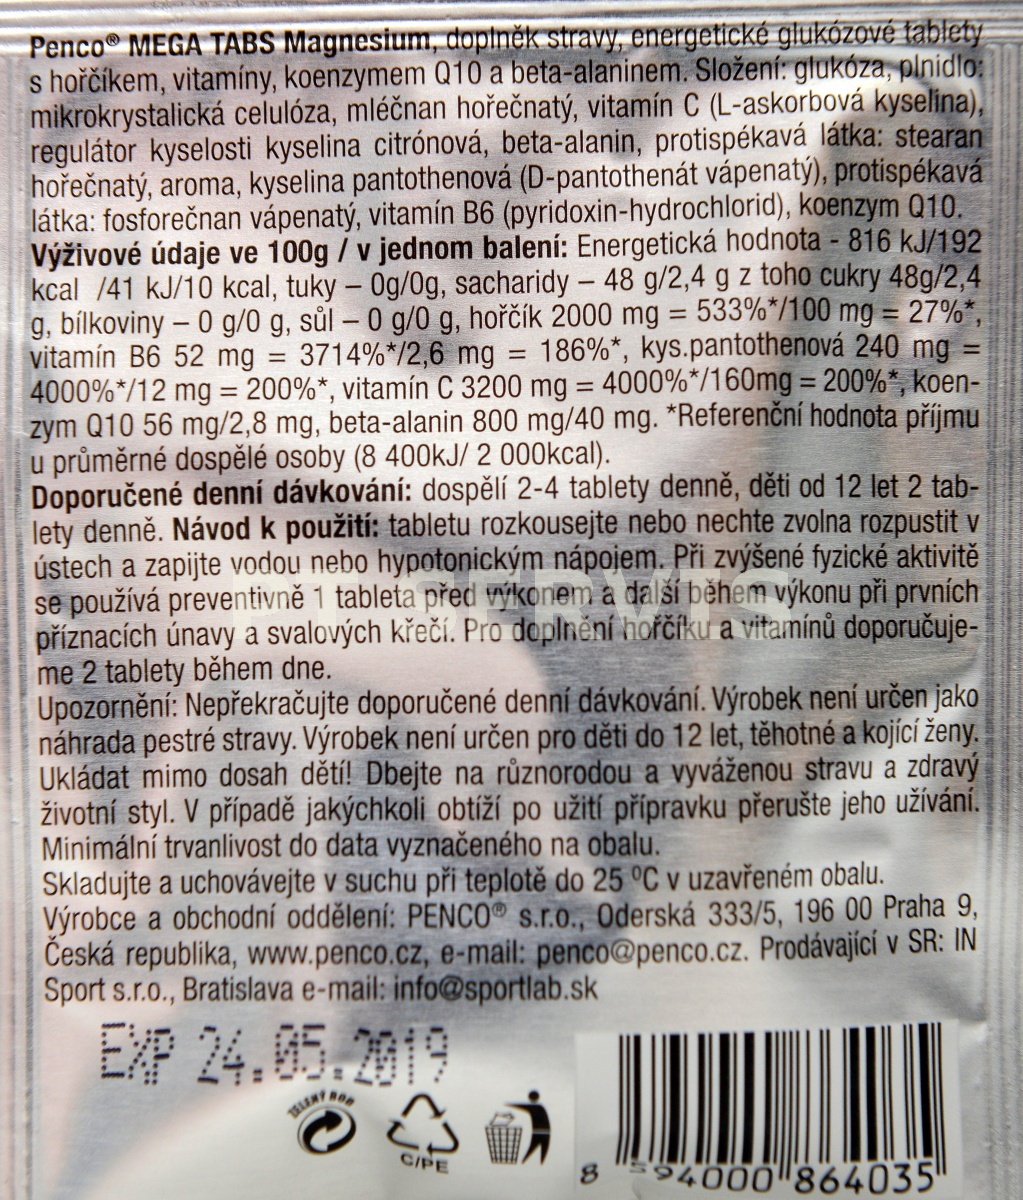 Penco® MEGA TABS Magnesium, doplněk stravy, energetické glukózové tablety
s hořčíkem, vitamíny, koenzymem Q10 a beta-alaninem. Složení: glukóza, plnidlo:
mikrokrystalická celulóza, mléčnan hořečnatý, vitamín C (L-askorbová kyselina),
regulátor kyselosti kyselina citrónová, beta-alanin, protispékavá látka: stearan
hořečnatý, aroma, kyselina pantothenová (D-pantothenát vápenatý), protispékavá
látka: fosforečnan vápenatý, vitamín B6 (pyridoxin-hydrochlorid), koenzym Q10.
Výživové údaje ve 100g / v jednom balení: Energetická hodnota - 816 kJ/192
kcal /41 kJ/10 kcal, tuky – 0g/0g, sacharidy – 48 g/2,4 g z toho cukry 48g/2,4
g, bílkoviny – 0 g/0 g, sůl – 0 g/0 g, hořčík 2000 mg = 533%*/100 mg = 27%*,
vitamín B6 52 mg = 3714%*/2,6 mg = 186%*, kys.pantothenová 240 mg =
4000%*/12 mg = 200%*, vitamín C 3200 mg = 4000%*/160mg = 200%*, koen-
zym Q10 56 mg/2,8 mg, beta-alanin 800 mg/40 mg. *Referenční hodnota příjmu
u průměrné dospělé osoby (8 400kJ/ 2 000kcal).
Doporučené denní dávkování: dospělí 2-4 tablety denně, děti od 12 let 2 tab-
lety denně. Návod k použití: tabletu rozkousejte nebo nechte zvolna rozpustit v
ústech a zapijte vodou nebo hypotonickým nápojem. Při zvýšené fyzické aktivitě
se používá preventivně 1 tableta před výkonem a další během výkonu při prvních
příznacích únavy a svalových křečí. Pro doplnění hořčíku a vitamínů doporučuje-
me 2 tablety během dne.
Upozornění: Nepřekračujte doporučené denní dávkování. Výrobek není určen jako
náhrada pestré stravy. Výrobek není určen pro děti do 12 let, těhotné a kojící ženy.
Ukládat mimo dosah dětí! Dbejte na různorodou a vyváženou stravu a zdravý
životní styl. V případě jakýchkoli obtíží po užití přípravku přerušte jeho užívání.
Minimální trvanlivost do data vyznačeného na obalu.
Skladujte a uchovávejte v suchu při teplotě do 25 ºC v uzavřeném obalu.
Výrobce a obchodní oddělení: PENCO® s.r.o., Oderská 333/5, 196 00 Praha 9,
Česká republika, www.penco.cz, e-mail: penco@penco.cz. Prodávající v SR: IN
Sport s.r.o., Bratislava e-mail: info@sportlab.sk
EXP 24.05.2019
ZELENÝ BOD
C/PE
8 594000 864035